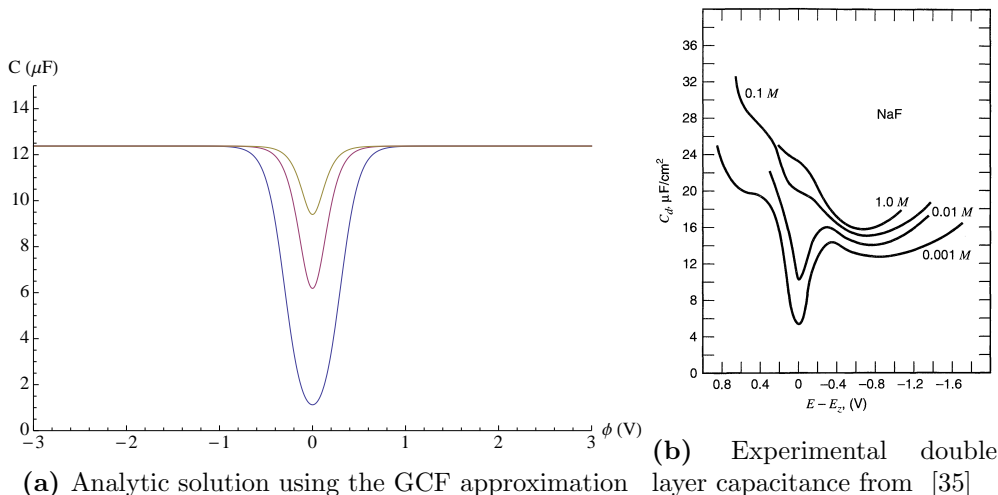 C (μF)
14
12
10
8
6
4
2
0
−3
−2
−1
0
1
2
3
ϕ (V)
(a) Analytic solution using the GCF approximation
36
32
28
24
20
16
12
8
4
0
C_d, μF/cm²
0.1 M
NaF
1.0 M
0.01 M
0.001 M
0.8 0.4 0 −0.4 −0.8 −1.2 −1.6
E − E_z, (V)
(b) Experimental double
layer capacitance from [35]